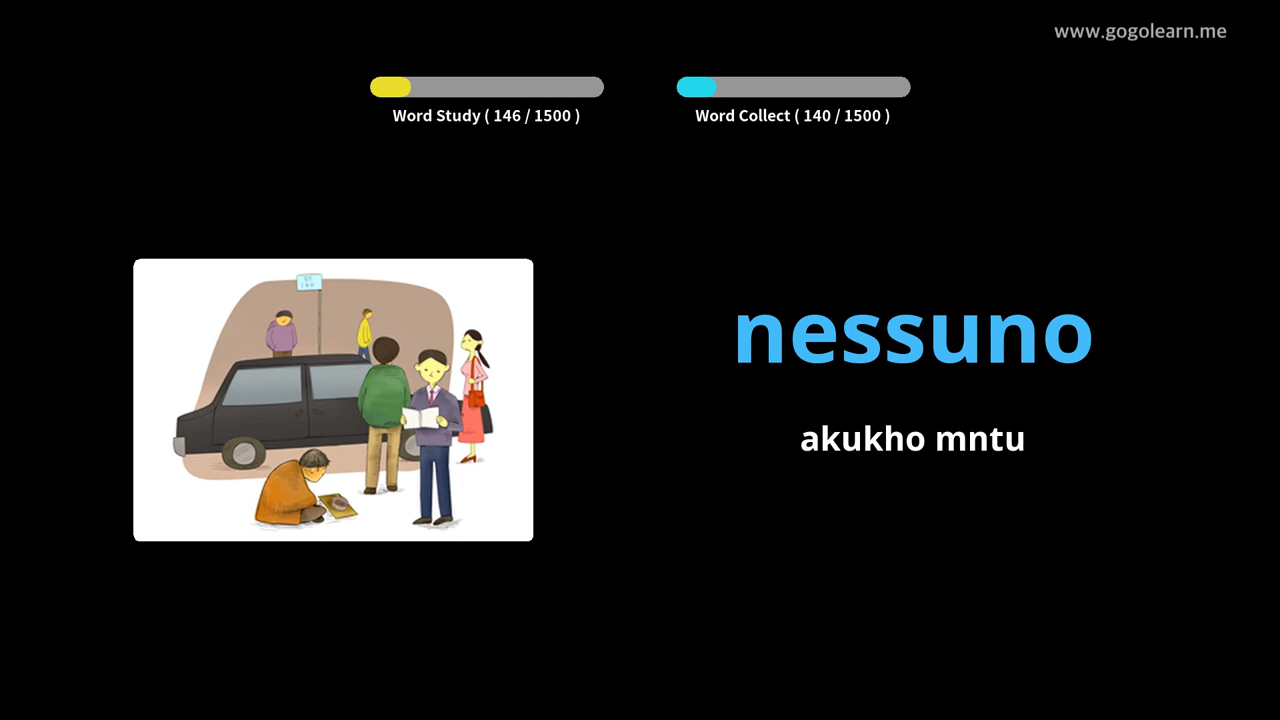 www.gogolearn.me
Word Study ( 146 / 1500 )
Word Collect ( 140 / 1500 )
nessuno
akukho mntu